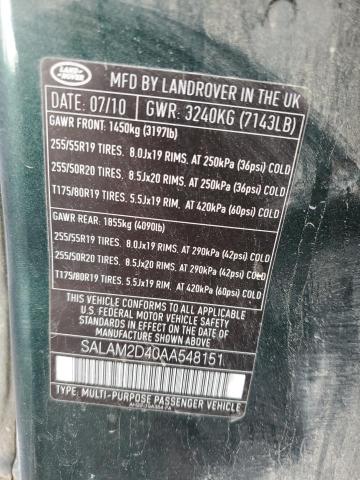 LAND
ROVER
MFD BY LANDROVER IN THE UK
DATE: 07/10 GWR: 3240KG (7143LB)
GAWR FRONT: 1450kg (3197lb)
255/55R19 TIRES. 8.0Jx19 RIMS. AT 250kPa (36psi) COLD
255/50R20 TIRES. 8.5Jx20 RIMS. AT 250kPa (36psi) COLD
T175/80R19 TIRES. 5.5Jx19 RIM. AT 420kPa (60psi) COLD
GAWR REAR: 1855kg (4090lb)
255/55R19 TIRES. 8.0Jx19 RIMS. AT 290kPa (42psi) COLD
255/50R20 TIRES. 8.5Jx20 RIMS. AT 290kPa (42psi) COLD
T175/80R19 TIRES. 5.5Jx19 RIM. AT 420kPa (60psi) COLD
THIS VEHICLE CONFORMS TO ALL APPLICABLE
U.S. FEDERAL MOTOR VEHICLE SAFETY
STANDARDS IN EFFECT ON THE DATE OF
MANUFACTURE SHOWN ABOVE.
SALAM2D40AA548151
TYPE: MULTI-PURPOSE PASSENGER VEHICLE